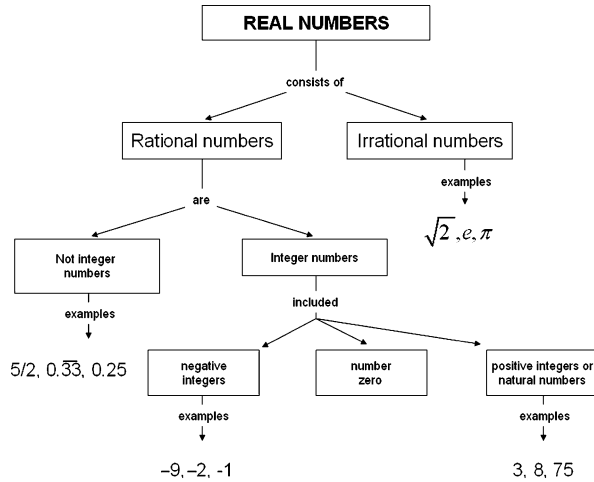 REAL NUMBERS
consists of
Rational numbers
Irrational numbers
examples
√2, e, π
are
Not integer
numbers
Integer numbers
examples
included
5/2, 0.3̅3̅, 0.25
negative
integers
number
zero
positive integers or
natural numbers
examples
examples
–9, –2, -1
3, 8, 75